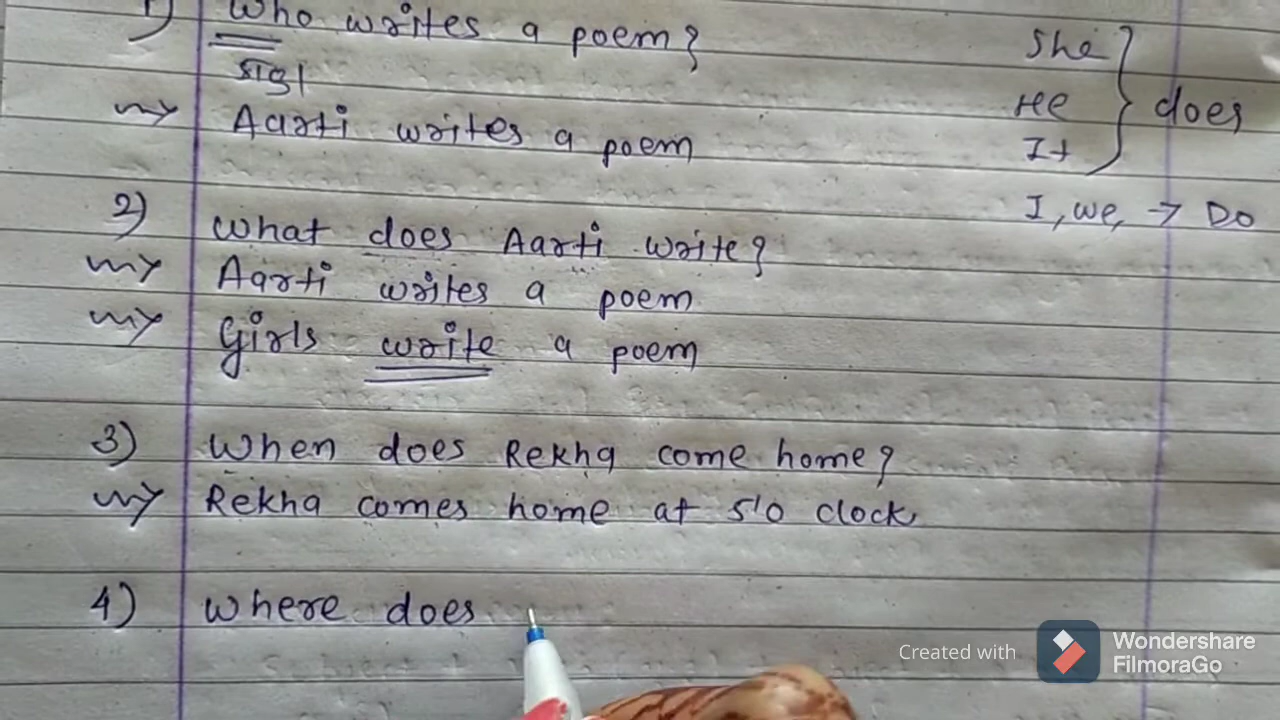 1) Who writes a poem?
She
He
It
does
Aarti writes a poem
I, we, → Do
2) What does Aarti write?
Aarti writes a poem
Girls write a poem
3) When does Rekha come home?
Rekha comes home at 5'O clock
4) Where does
Created with Wondershare FilmoraGo